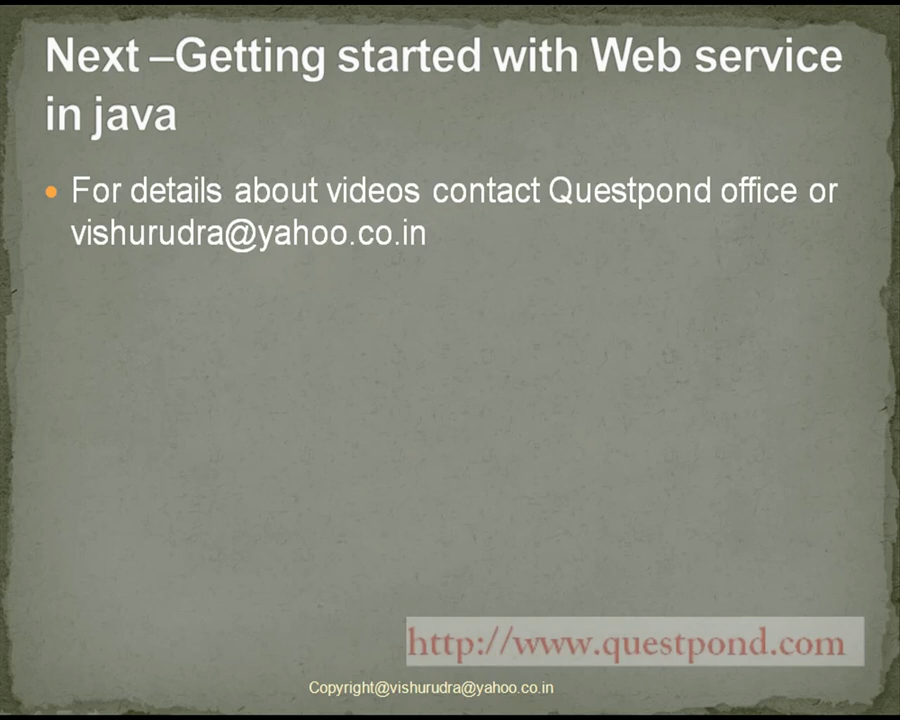 Next –Getting started with Web service
in java
• For details about videos contact Questpond office or
vishurudra@yahoo.co.in
http://www.questpond.com
Copyright@vishurudra@yahoo.co.in